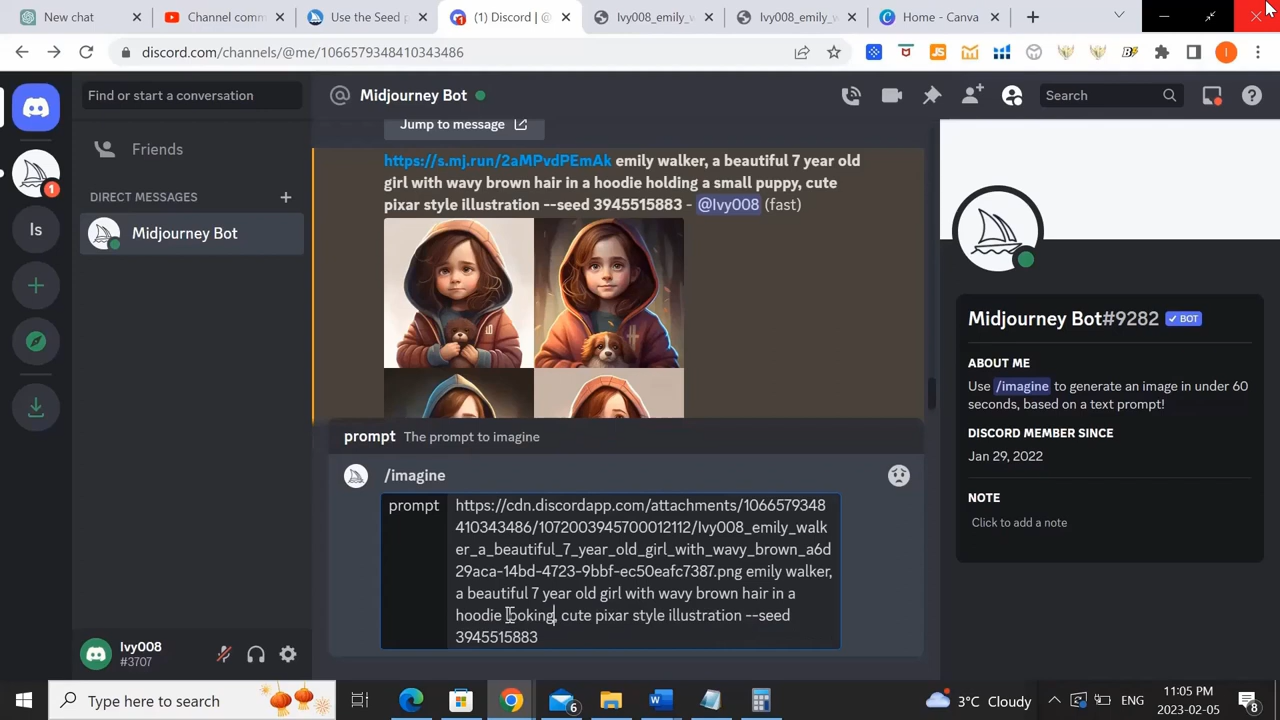 New chat
Channel comm
Use the Seed p
(1) Discord | @
Ivy008_emily_w
Ivy008_emily_w
Home - Canva
discord.com/channels/@me/1066579348410343486
Find or start a conversation
Midjourney Bot
Search
Friends
DIRECT MESSAGES
Midjourney Bot
Is
1
Jump to message
https://s.mj.run/2aMPvdPEmAk emily walker, a beautiful 7 year old
girl with wavy brown hair in a hoodie holding a small puppy, cute
pixar style illustration --seed 3945515883 - @Ivy008 (fast)
prompt The prompt to imagine
/imagine
prompt
https://cdn.discordapp.com/attachments/1066579348
410343486/1072003945700012112/Ivy008_emily_walk
er_a_beautiful_7_year_old_girl_with_wavy_brown_a6d
29aca-14bd-4723-9bbf-ec50eafc7387.png emily walker,
a beautiful 7 year old girl with wavy brown hair in a
hoodie looking, cute pixar style illustration --seed
3945515883
Midjourney Bot#9282 BOT
ABOUT ME
Use /imagine to generate an image in under 60
seconds, based on a text prompt!
DISCORD MEMBER SINCE
Jan 29, 2022
NOTE
Click to add a note
Ivy008
#3707
Type here to search
6
3°C Cloudy
ENG
11:05 PM
2023-02-05
8